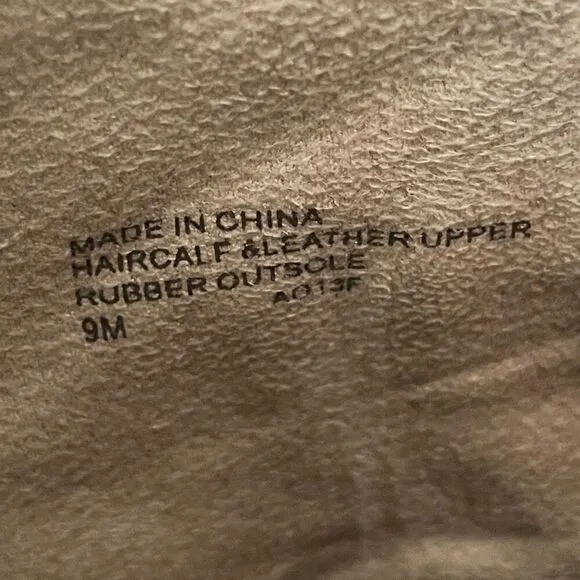 MADE IN CHINA
HAIRCALF &LEATHER UPPER
RUBBER OUTSOLE
AO13F
9M